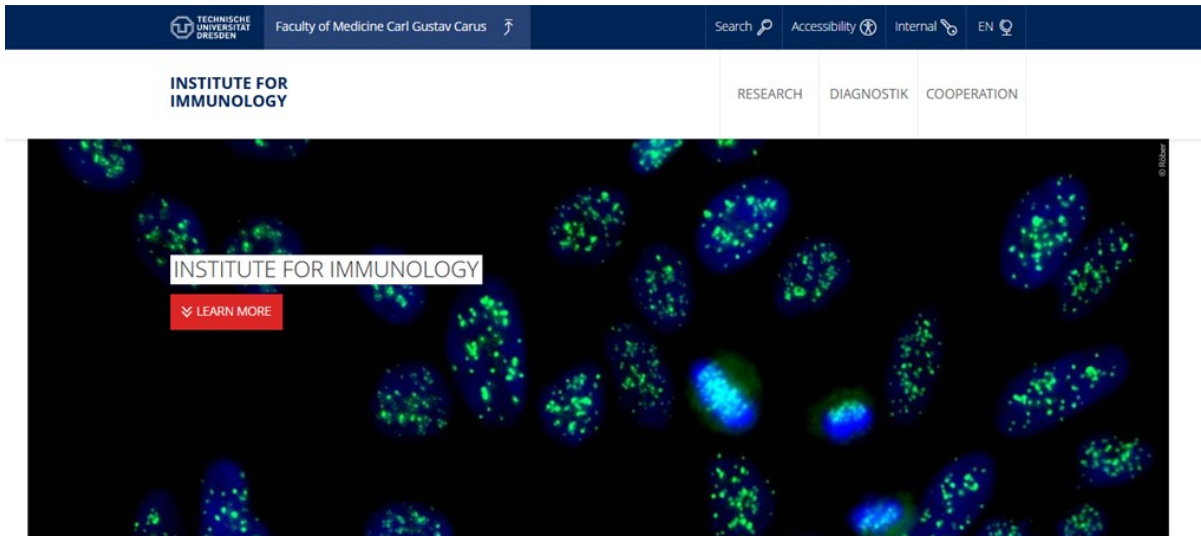 TECHNISCHE
UNIVERSITÄT
DRESDEN
Faculty of Medicine Carl Gustav Carus
Search
Accessibility
Internal
EN
INSTITUTE FOR
IMMUNOLOGY
RESEARCH
DIAGNOSTIK
COOPERATION
© Röber
INSTITUTE FOR IMMUNOLOGY
LEARN MORE